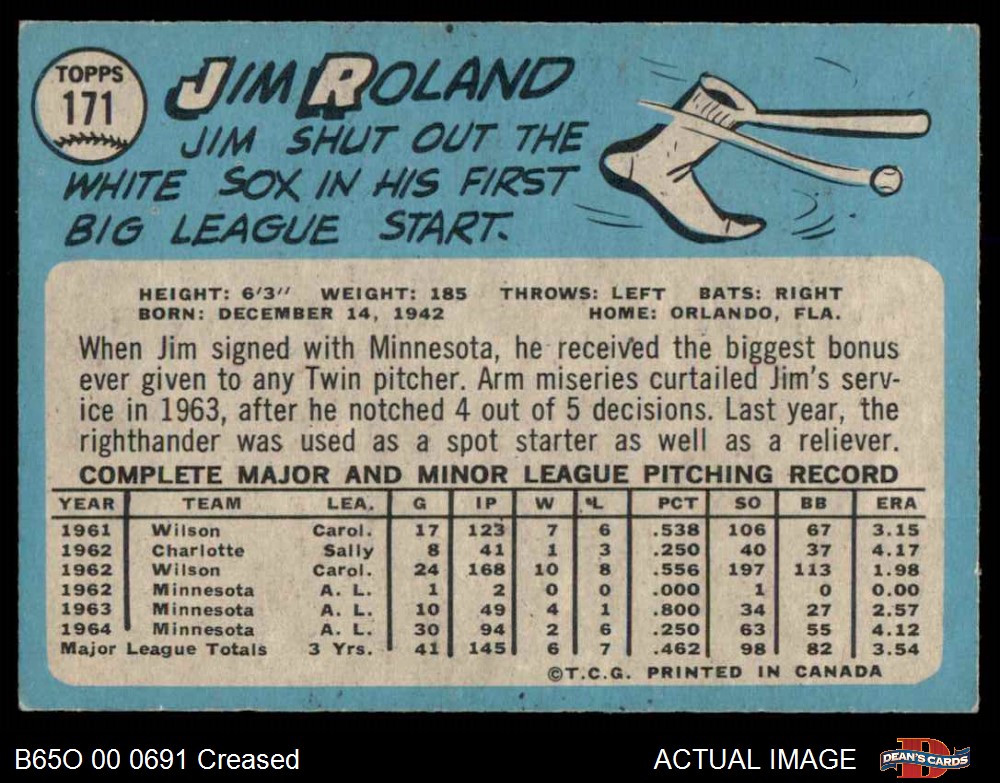 TOPPS
171
JIM ROLAND
JIM SHUT OUT THE
WHITE SOX IN HIS FIRST
BIG LEAGUE START.
HEIGHT: 6'3" WEIGHT: 185 THROWS: LEFT BATS: RIGHT
BORN: DECEMBER 14, 1942 HOME: ORLANDO, FLA.
When Jim signed with Minnesota, he received the biggest bonus
ever given to any Twin pitcher. Arm miseries curtailed Jim's serv-
ice in 1963, after he notched 4 out of 5 decisions. Last year, the
righthander was used as a spot starter as well as a reliever.
COMPLETE MAJOR AND MINOR LEAGUE PITCHING RECORD
YEAR TEAM LEA. G IP W L PCT SO BB ERA
1961 Wilson Carol. 17 123 7 6 .538 106 67 3.15
1962 Charlotte Sally 8 41 1 3 .250 40 37 4.17
1962 Wilson Carol. 24 168 10 8 .556 197 113 1.98
1962 Minnesota A. L. 1 2 0 0 .000 1 0 0.00
1963 Minnesota A. L. 10 49 4 1 .800 34 27 2.57
1964 Minnesota A. L. 30 94 2 6 .250 63 55 4.12
Major League Totals 3 Yrs. 41 145 6 7 .462 98 82 3.54
©T.C.G. PRINTED IN CANADA
B65O 00 0691 Creased
ACTUAL IMAGE
DEAN'S CARDS